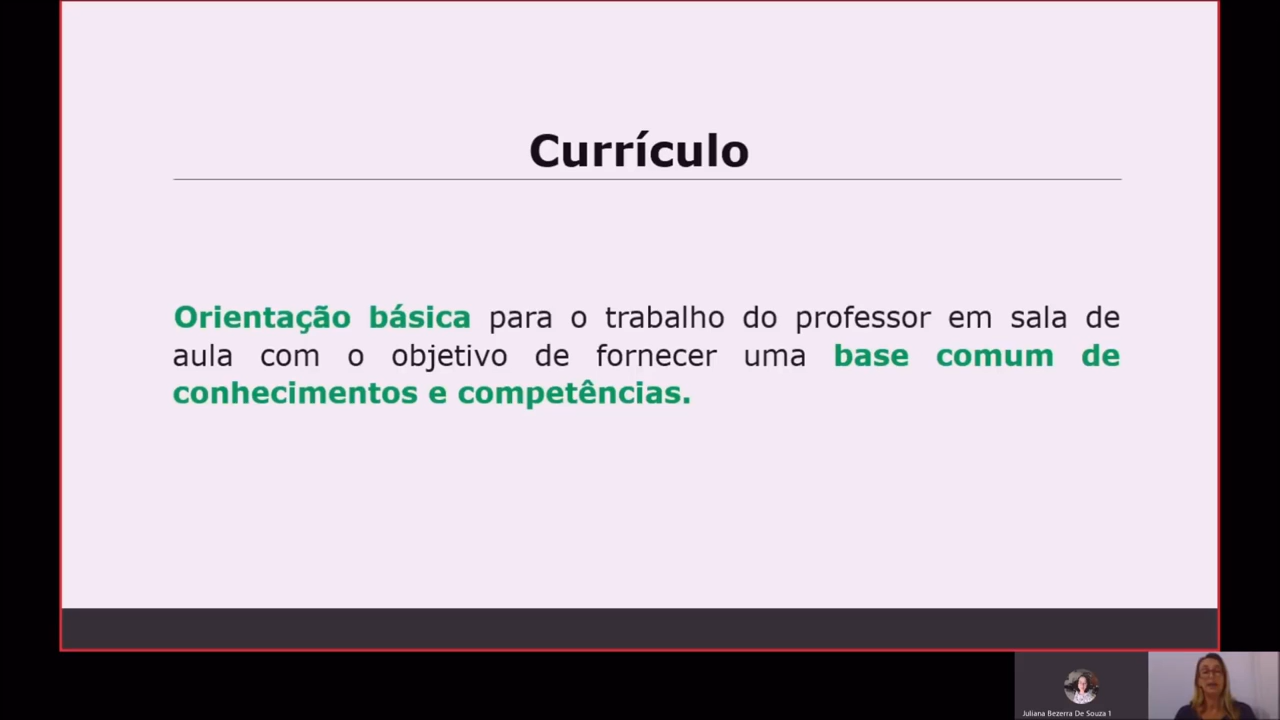 Currículo
Orientação básica para o trabalho do professor em sala de
aula com o objetivo de fornecer uma base comum de
conhecimentos e competências.
Juliana Bezerra De Souza 1